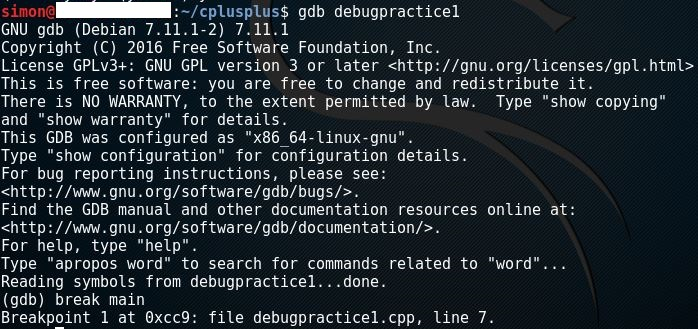 simon@ :~/cplusplus$ gdb debugpractice1
GNU gdb (Debian 7.11.1-2) 7.11.1
Copyright (C) 2016 Free Software Foundation, Inc.
License GPLv3+: GNU GPL version 3 or later <http://gnu.org/licenses/gpl.html>
This is free software: you are free to change and redistribute it.
There is NO WARRANTY, to the extent permitted by law.  Type "show copying"
and "show warranty" for details.
This GDB was configured as "x86_64-linux-gnu".
Type "show configuration" for configuration details.
For bug reporting instructions, please see:
<http://www.gnu.org/software/gdb/bugs/>.
Find the GDB manual and other documentation resources online at:
<http://www.gnu.org/software/gdb/documentation/>.
For help, type "help".
Type "apropos word" to search for commands related to "word"...
Reading symbols from debugpractice1...done.
(gdb) break main
Breakpoint 1 at 0xcc9: file debugpractice1.cpp, line 7.